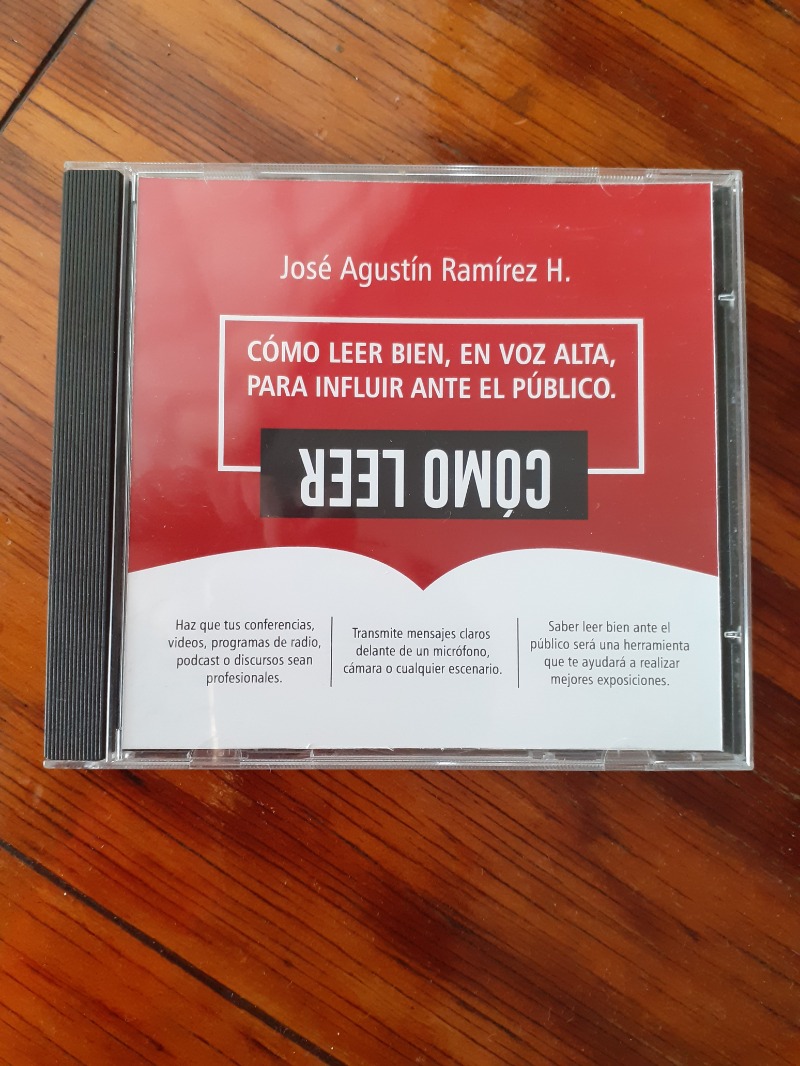 José Agustín Ramírez H.
CÓMO LEER BIEN, EN VOZ ALTA,
PARA INFLUIR ANTE EL PÚBLICO.
CÓMO LEER
Haz que tus conferencias,
videos, programas de radio,
podcast o discursos sean
profesionales.
Transmite mensajes claros
delante de un micrófono,
cámara o cualquier escenario.
Saber leer bien ante el
público será una herramienta
que te ayudará a realizar
mejores exposiciones.